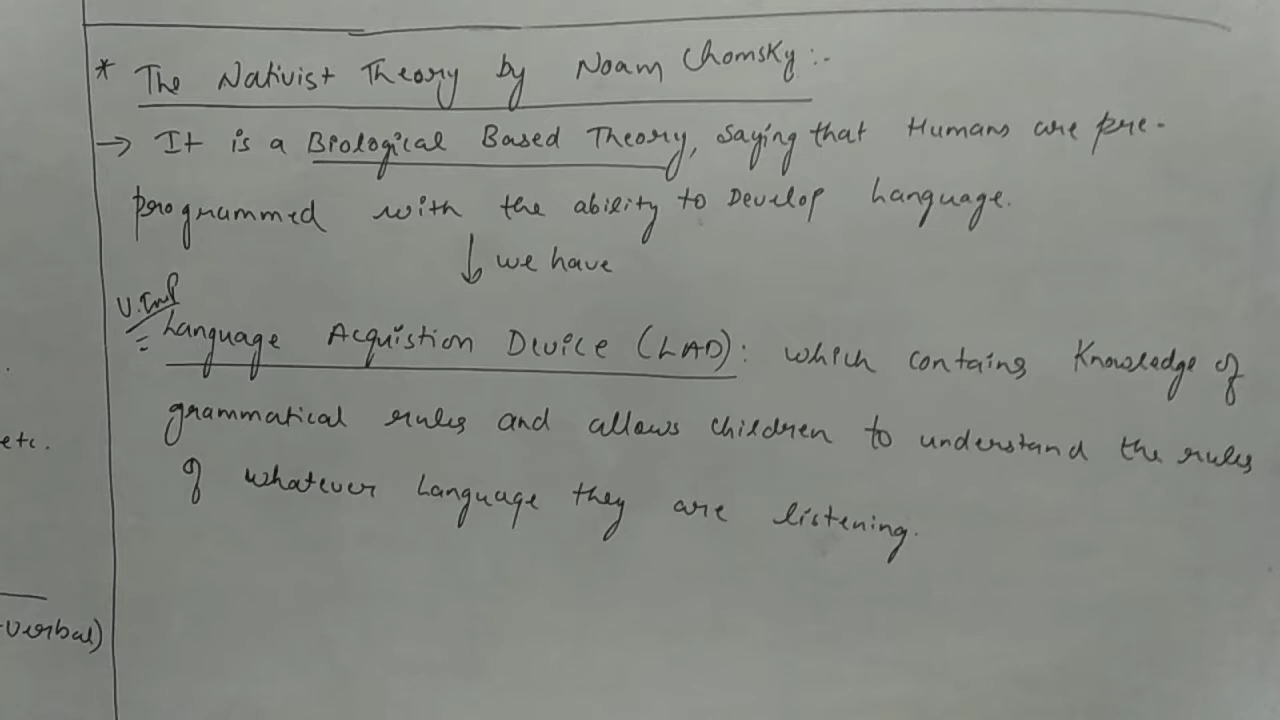 * The Nativist Theory by Noam Chomsky :-
→ It is a Biological Based Theory, saying that Humans are pre-
programmed with the ability to Develop Language.
↓ we have
V. Imp
Language Acquistion Device (LAD): which contains Knowledge of
grammatical rules and allows children to understand the rules
etc.
of whatever Language they are listening.
-verbal)